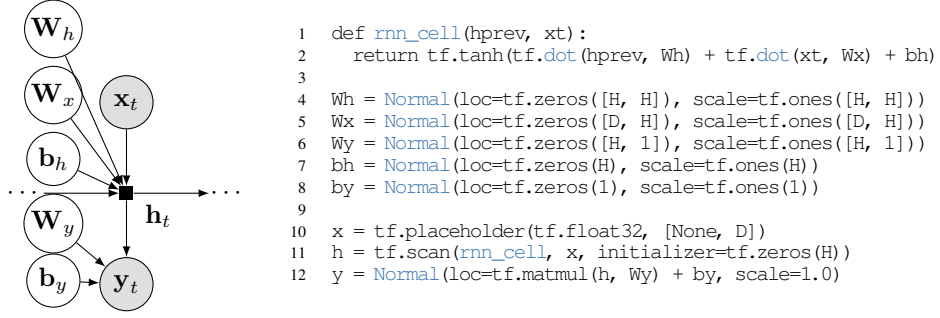 W_h
W_x
x_t
b_h
. . .
. . .
h_t
W_y
b_y
y_t
1 def rnn_cell(hprev, xt):
2   return tf.tanh(tf.dot(hprev, Wh) + tf.dot(xt, Wx) + bh)
3
4 Wh = Normal(loc=tf.zeros([H, H]), scale=tf.ones([H, H]))
5 Wx = Normal(loc=tf.zeros([D, H]), scale=tf.ones([D, H]))
6 Wy = Normal(loc=tf.zeros([H, 1]), scale=tf.ones([H, 1]))
7 bh = Normal(loc=tf.zeros(H), scale=tf.ones(H))
8 by = Normal(loc=tf.zeros(1), scale=tf.ones(1))
9
10 x = tf.placeholder(tf.float32, [None, D])
11 h = tf.scan(rnn_cell, x, initializer=tf.zeros(H))
12 y = Normal(loc=tf.matmul(h, Wy) + by, scale=1.0)